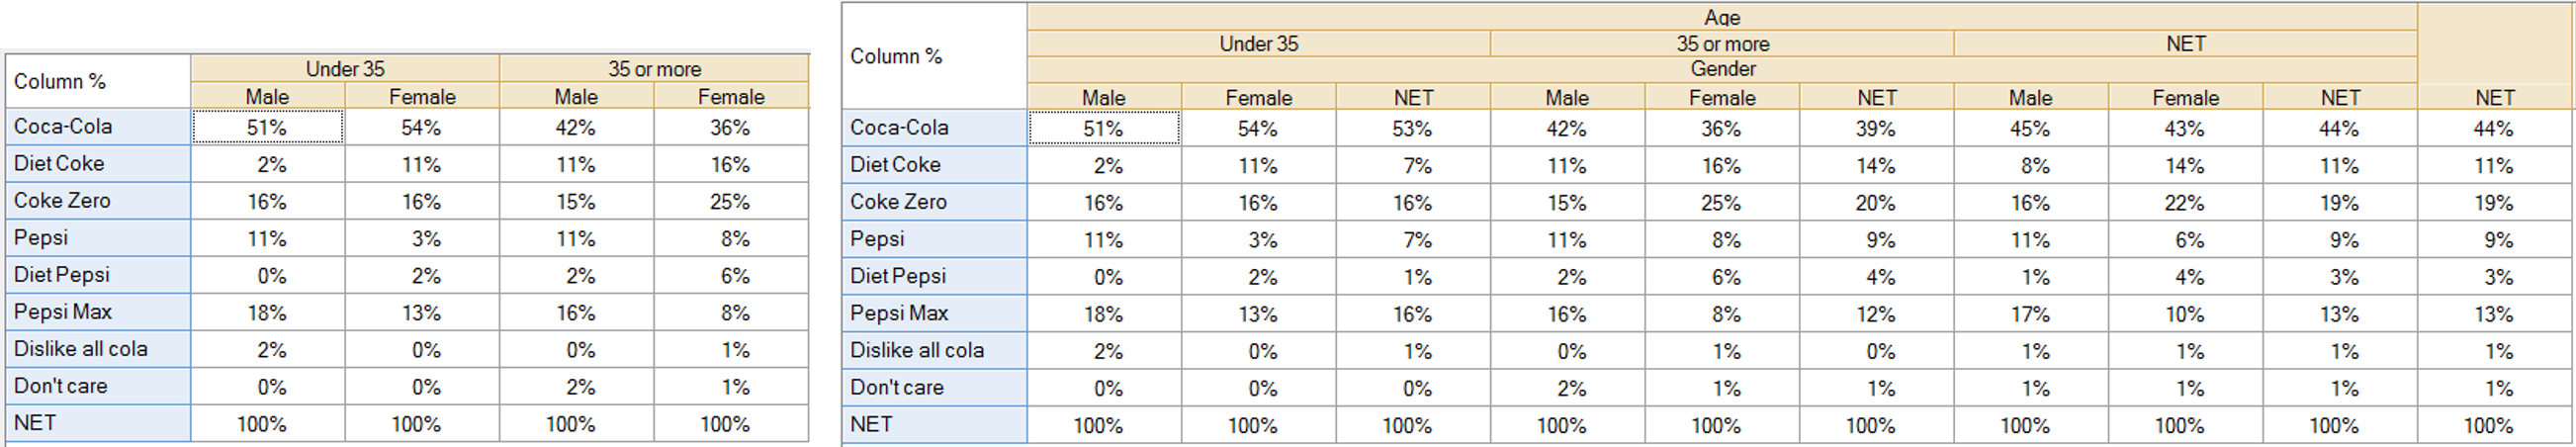 Column %
Under 35 35 or more
Male Female Male Female
Coca-Cola 51% 54% 42% 36%
Diet Coke 2% 11% 11% 16%
Coke Zero 16% 16% 15% 25%
Pepsi 11% 3% 11% 8%
Diet Pepsi 0% 2% 2% 6%
Pepsi Max 18% 13% 16% 8%
Dislike all cola 2% 0% 0% 1%
Don't care 0% 0% 2% 1%
NET 100% 100% 100% 100%
Column %
Age
Under 35 35 or more NET
Gender
Male Female NET Male Female NET Male Female NET NET
Coca-Cola 51% 54% 53% 42% 36% 39% 45% 43% 44% 44%
Diet Coke 2% 11% 7% 11% 16% 14% 8% 14% 11% 11%
Coke Zero 16% 16% 16% 15% 25% 20% 16% 22% 19% 19%
Pepsi 11% 3% 7% 11% 8% 9% 11% 6% 9% 9%
Diet Pepsi 0% 2% 1% 2% 6% 4% 1% 4% 3% 3%
Pepsi Max 18% 13% 16% 16% 8% 12% 17% 10% 13% 13%
Dislike all cola 2% 0% 1% 0% 1% 0% 1% 1% 1% 1%
Don't care 0% 0% 0% 2% 1% 1% 1% 1% 1% 1%
NET 100% 100% 100% 100% 100% 100% 100% 100% 100% 100%